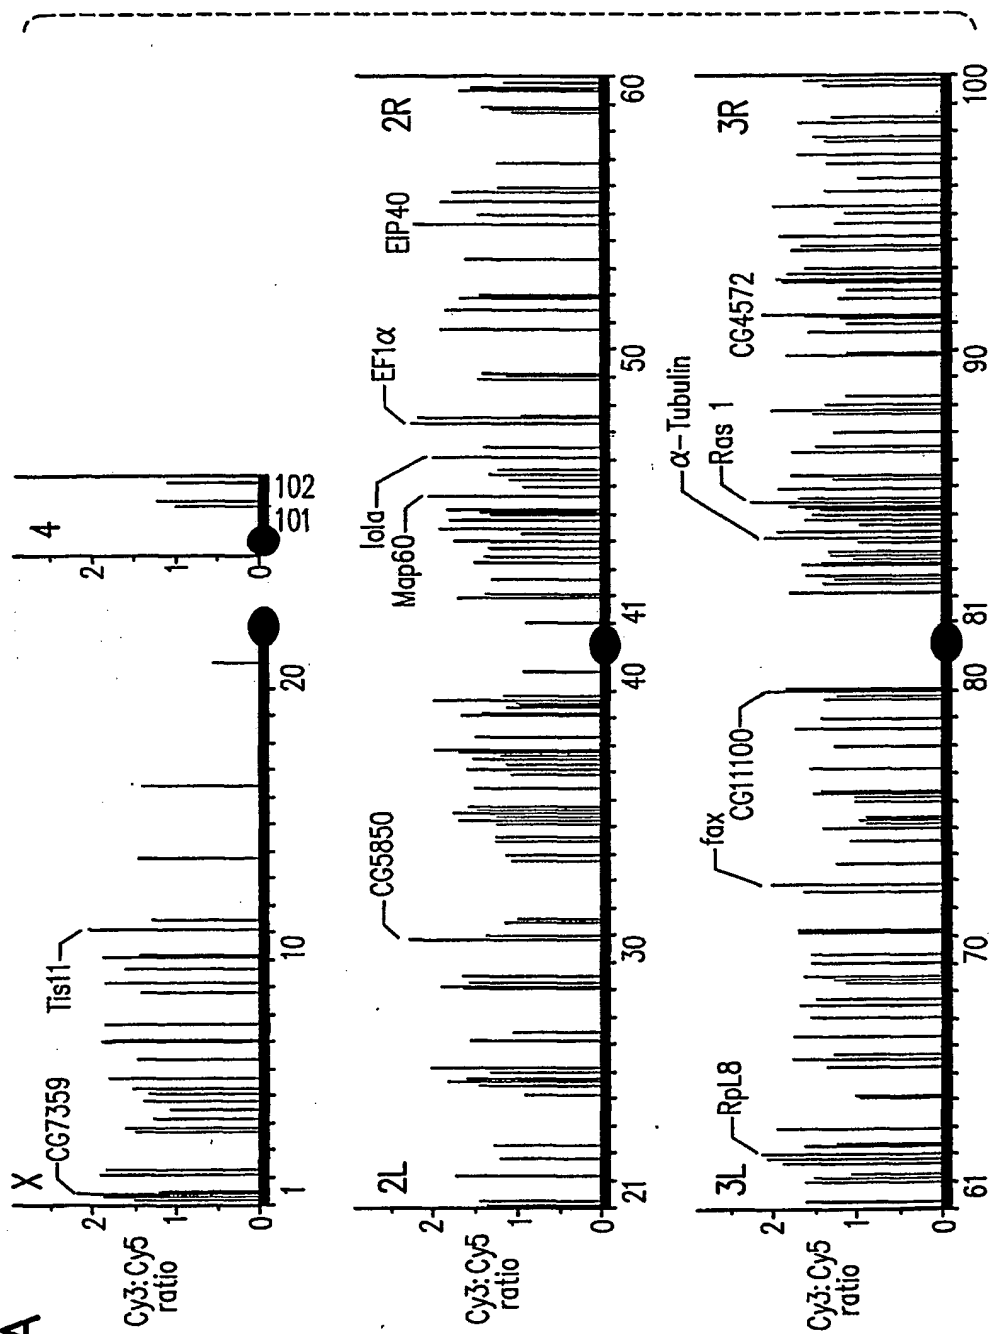 A
X
4
CG7359
Tis11
Cy3:Cy5
ratio
2
1
0
2
1
0
1
10
20
101
102
2L
2R
CG5850
Map60
lola
EF1α
EIP40
Cy3:Cy5
ratio
2
1
0
21
30
40
41
50
60
3L
3R
RpL8
fax
CG11100
α-Tubulin
Ras 1
CG4572
Cy3:Cy5
ratio
2
1
0
61
70
80
81
90
100